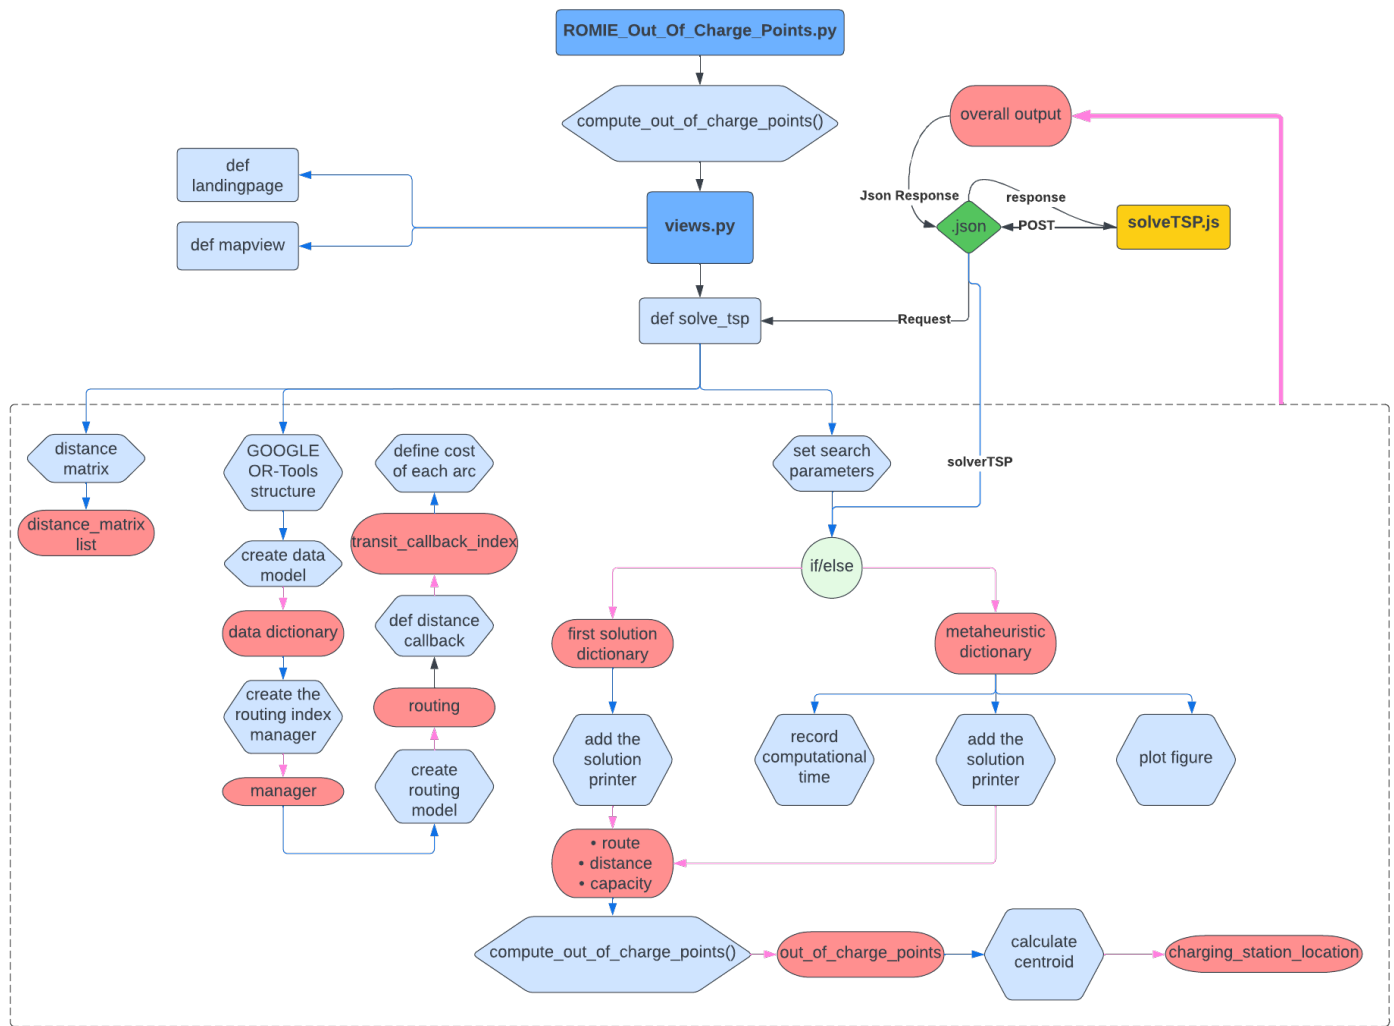 ROMIE_Out_Of_Charge_Points.py
compute_out_of_charge_points()
overall output
def
landingpage
def mapview
views.py
Json Response
response
.json
POST
solveTSP.js
def solve_tsp
Request
distance
matrix
distance_matrix
list
GOOGLE
OR-Tools
structure
create data
model
data dictionary
create the
routing index
manager
manager
define cost
of each arc
transit_callback_index
def distance
callback
routing
create
routing
model
set search
parameters
solverTSP
if/else
first solution
dictionary
metaheuristic
dictionary
add the
solution
printer
record
computational
time
add the
solution
printer
plot figure
• route
• distance
• capacity
compute_out_of_charge_points()
out_of_charge_points
calculate
centroid
charging_station_location